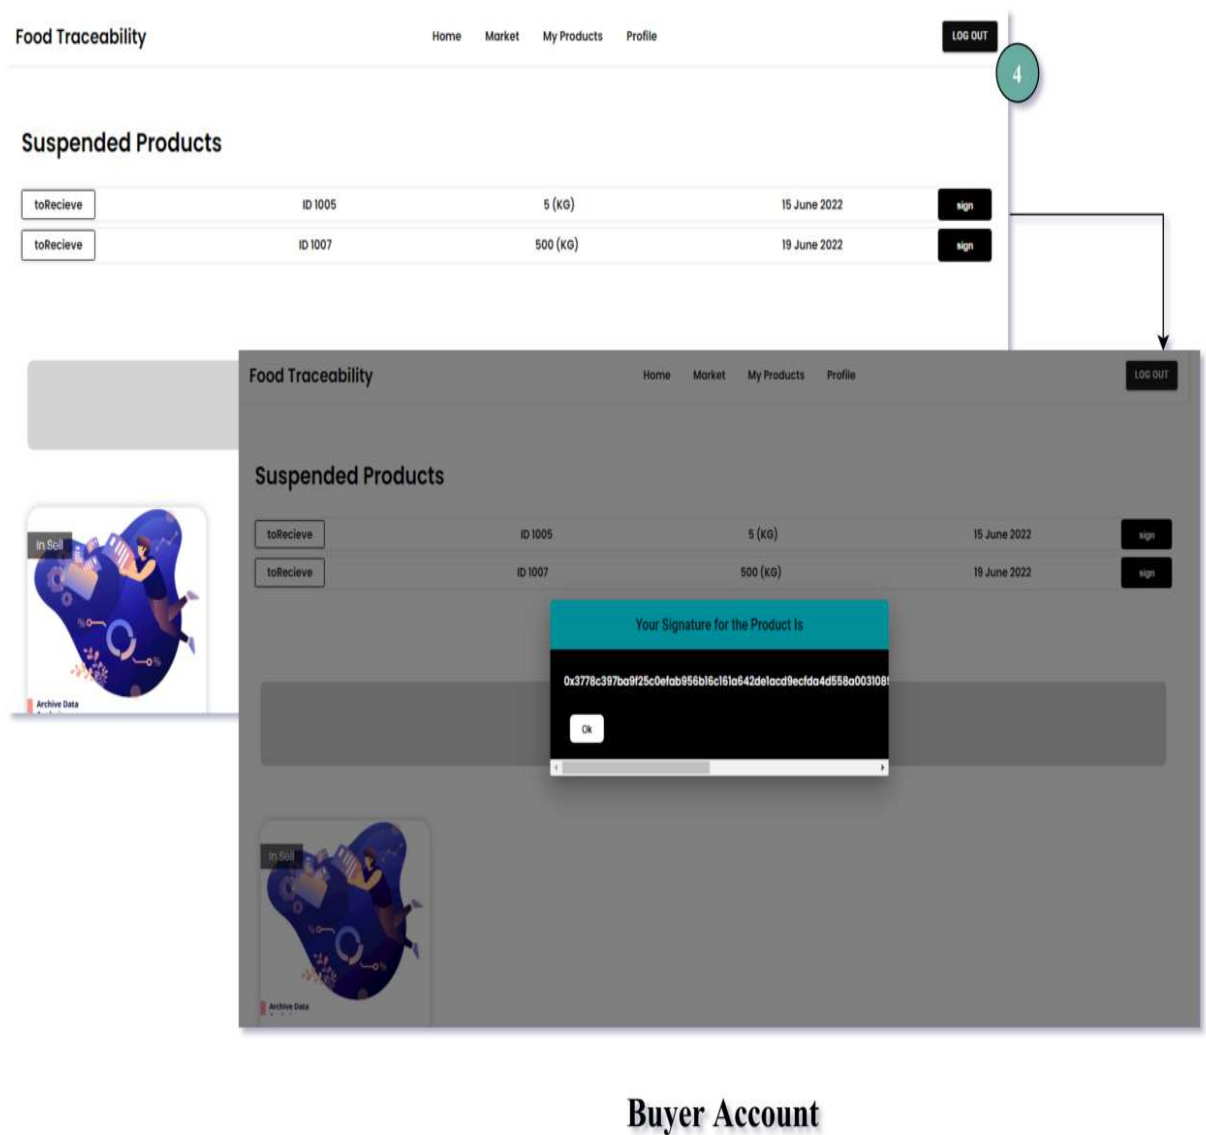 Food Traceability Home Market My Products Profile LOG OUT
4
Suspended Products
toRecieve ID 1005 5 (KG) 15 June 2022 sign
toRecieve ID 1007 500 (KG) 19 June 2022 sign
In Sell
Archive Data
Food Traceability Home Market My Products Profile LOG OUT
Suspended Products
toRecieve ID 1005 5 (KG) 15 June 2022 sign
toRecieve ID 1007 500 (KG) 19 June 2022 sign
Your Signature for the Product Is
0x3778c397ba9f25c0efab956b16c161a642de1acd9ecfda4d558a003108
Ok
In Sell
Archive Data
Buyer Account